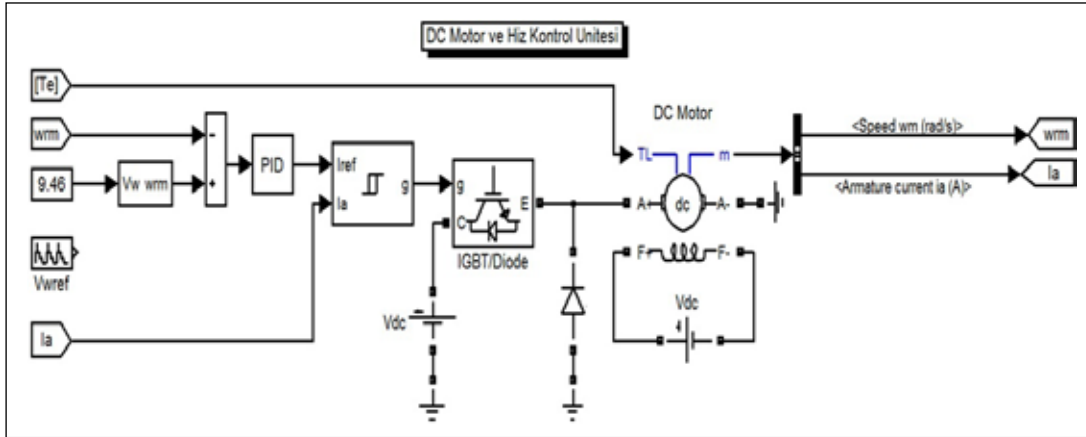 DC Motor ve Hiz Kontrol Unitesi
[Te]
wrm
9.46
Vw wrm
-
+
PID
Iref
Ia
g
g
C
E
IGBT/Diode
Vwref
Ia
Vdc
DC Motor
TL
m
A+
dc
A-
F+
F-
Vdc
<Speed wm (rad/s)>
wrm
<Armature current ia (A)>
Ia